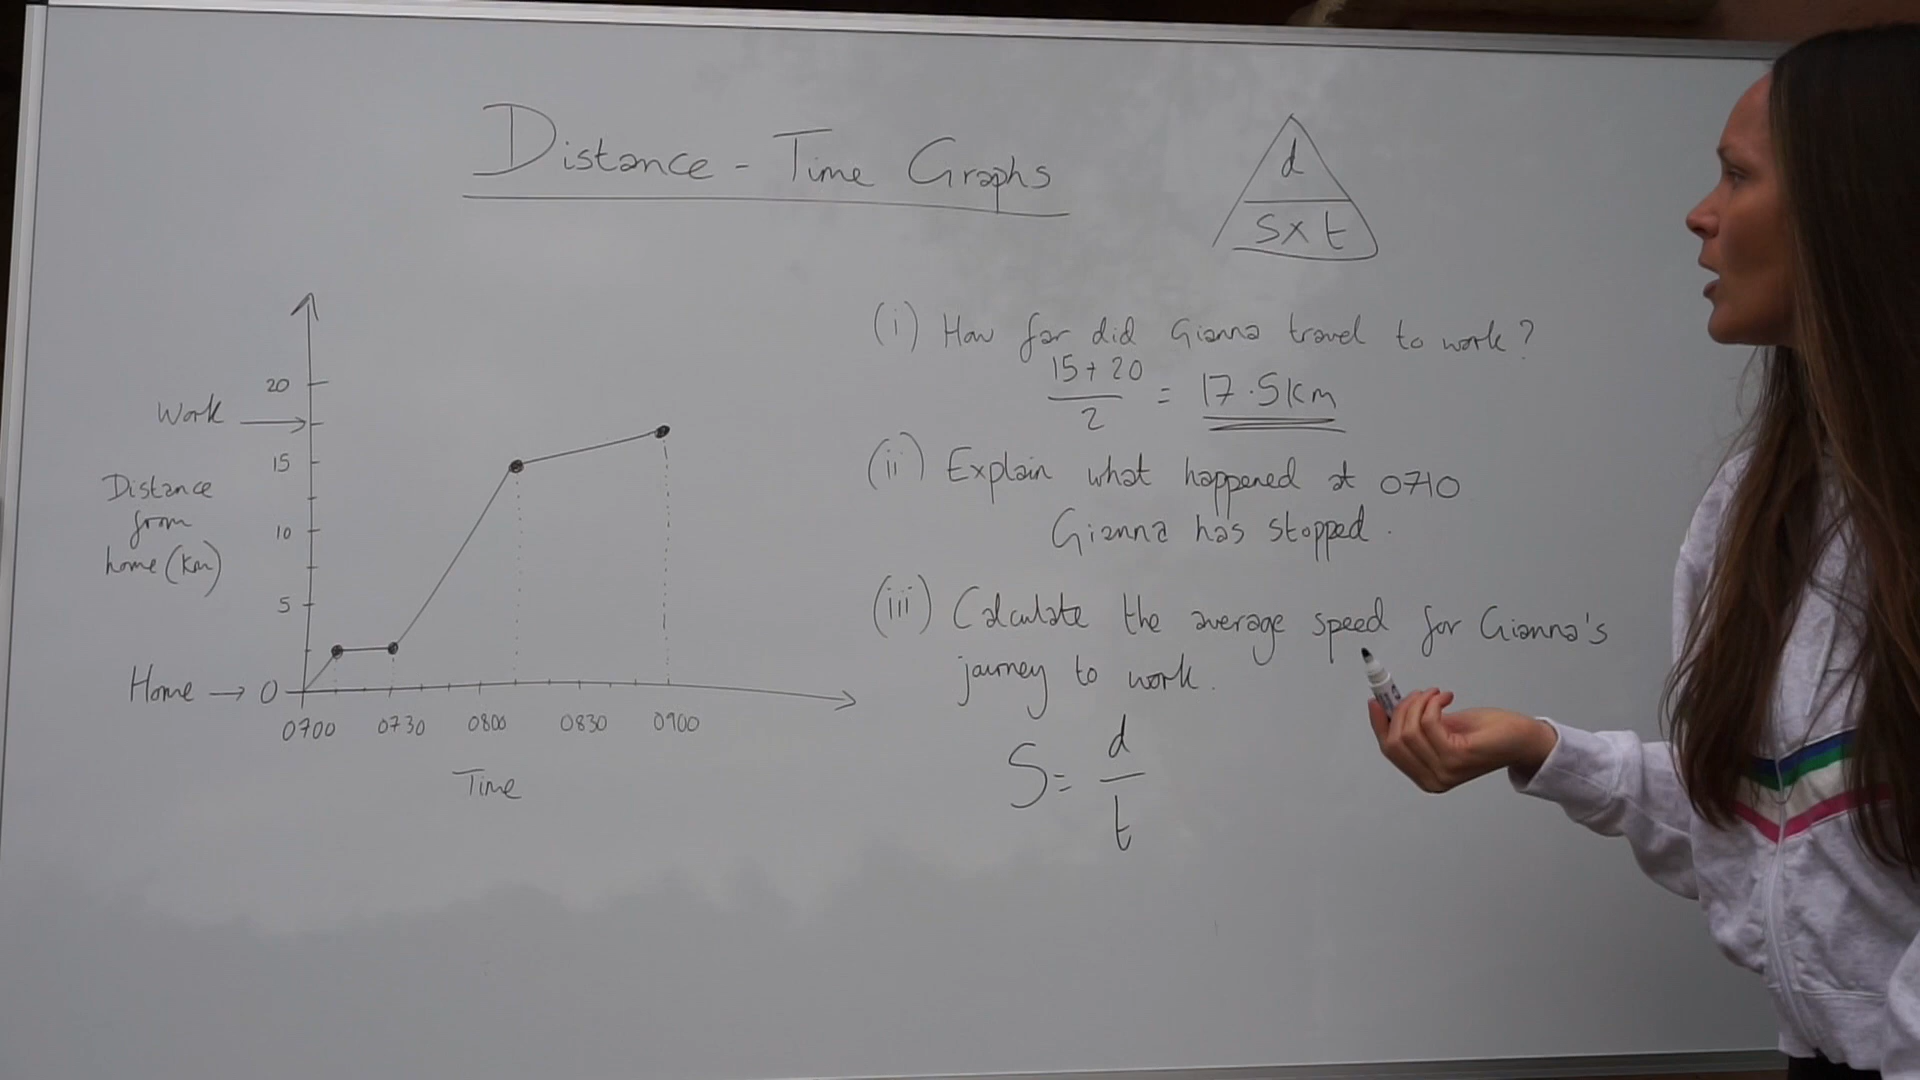 Distance - Time Graphs
d
S x t
20
Work →
15
Distance
from
home (km)
10
5
Home → 0
0700 0730 0800 0830 0900
Time
(i) How far did Gianna travel to work?
15 + 20
2
= 17.5km
(ii) Explain what happened at 0710
Gianna has stopped.
(iii) Calculate the average speed for Gianna's
journey to work.
S = d
t